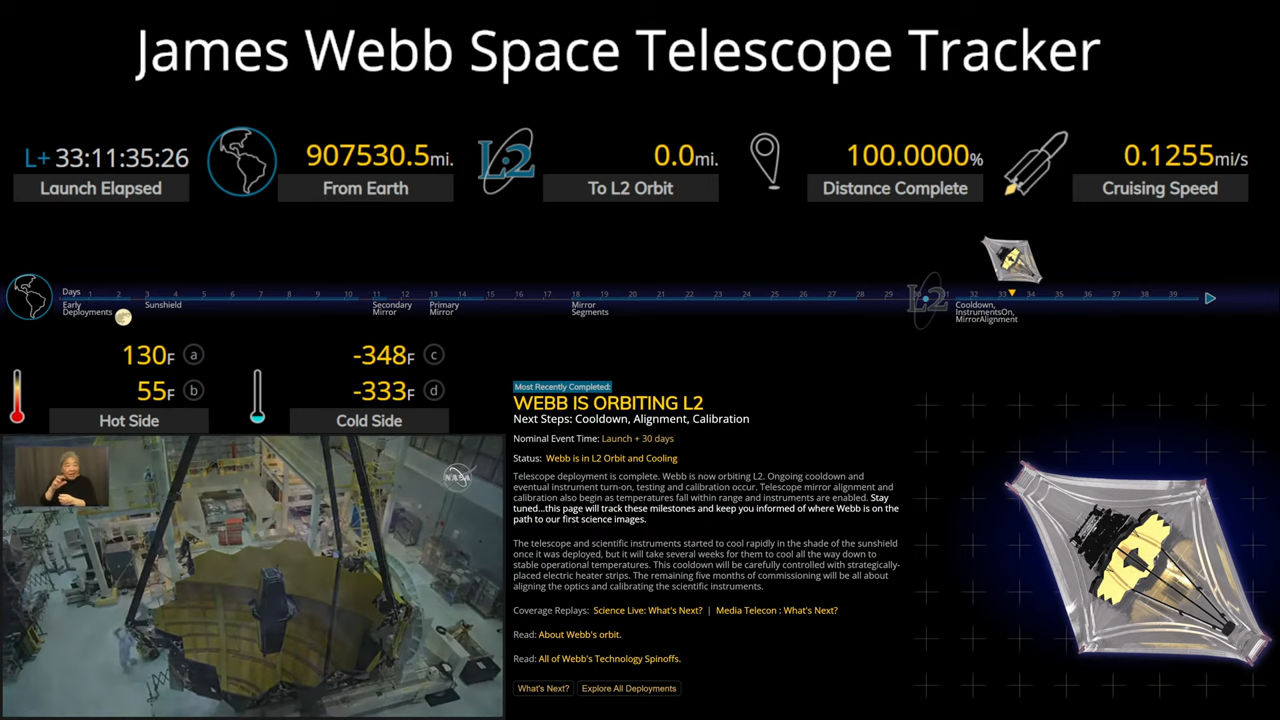 James Webb Space Telescope Tracker
L+ 33:11:35:26
Launch Elapsed
907530.5mi.
From Earth
L2
0.0mi.
To L2 Orbit
100.0000%
Distance Complete
0.1255mi/s
Cruising Speed
Days
1 2 3 4 5 6 7 8 9 10 11 12 13 14 15 16 17 18 19 20 21 22 23 24 25 26 27 28 29 30 31 32 33 34 35 36 37 38 39
Early
Deployments
Sunshield
Secondary
Mirror
Primary
Mirror
Mirror
Segments
L2
Cooldown,
InstrumentsOn,
MirrorAlignment
130F a
55F b
Hot Side
-348F c
-333F d
Cold Side
NASA
Most Recently Completed:
WEBB IS ORBITING L2
Next Steps: Cooldown, Alignment, Calibration
Nominal Event Time: Launch + 30 days
Status: Webb is in L2 Orbit and Cooling
Telescope deployment is complete. Webb is now orbiting L2. Ongoing cooldown and
eventual instrument turn-on, testing and calibration occur. Telescope mirror alignment and
calibration also begin as temperatures fall within range and instruments are enabled. Stay
tuned...this page will track these milestones and keep you informed of where Webb is on the
path to our first science images.
The telescope and scientific instruments started to cool rapidly in the shade of the sunshield
once it was deployed, but it will take several weeks for them to cool all the way down to
stable operational temperatures. This cooldown will be carefully controlled with strategically-
placed electric heater strips. The remaining five months of commissioning will be all about
aligning the optics and calibrating the scientific instruments.
Coverage Replays: Science Live: What's Next? | Media Telecon : What's Next?
Read: About Webb's orbit.
Read: All of Webb's Technology Spinoffs.
What's Next? Explore All Deployments